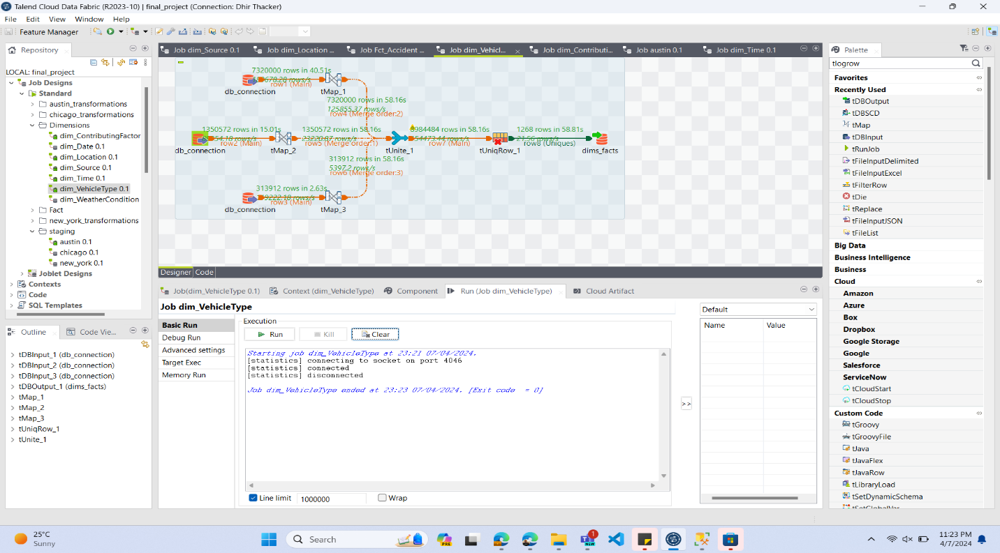 Talend Cloud Data Fabric (R2023-10) | final_project (Connection: Dhir Thacker)
File Edit View Window Help
Feature Manager
Repository
LOCAL: final_project
Job Designs
Standard
austin_transformations
chicago_transformations
Dimensions
dim_ContributingFactor
dim_Date 0.1
dim_Location 0.1
dim_Source 0.1
dim_Time 0.1
dim_VehicleType 0.1
dim_WeatherCondition
Fact
new_york_transformations
staging
austin 0.1
chicago 0.1
new_york 0.1
Joblet Designs
Contexts
Code
SQL Templates
Outline
Code Vie...
tDBInput_1 (db_connection)
tDBInput_2 (db_connection)
tDBInput_3 (db_connection)
tDBOutput_1 (dims_facts)
tMap_1
tMap_2
tMap_3
tUniqRow_1
tUnite_1
Job dim_Source 0.1
Job dim_Location ...
Job Fct_Accident ...
Job dim_Vehicl...
Job dim_Contributi...
Job austin 0.1
Job dim_Time 0.1
7320000 rows in 40.51s
row1 (Main)
db_connection
tMap_1
7320000 rows in 58.16s
125855.37 rows/s
row4 (Merge order:2)
1350572 rows in 15.01s
row2 (Main)
db_connection
tMap_2
1350572 rows in 58.16s
row5 (Merge order:1)
tUnite_1
8984484 rows in 58.16s
154473.44 rows/s
row7 (Main)
tUniqRow_1
1268 rows in 58.81s
21.56 rows/s
row8 (Uniques)
dims_facts
313912 rows in 58.16s
5397.2 rows/s
row6 (Merge order:3)
313912 rows in 2.63s
row3 (Main)
db_connection
tMap_3
Designer Code
Job(dim_VehicleType 0.1)
Context (dim_VehicleType)
Component
Run (Job dim_VehicleType)
Cloud Artifact
Job dim_VehicleType
Basic Run
Debug Run
Advanced settings
Target Exec
Memory Run
Execution
Run
Kill
Clear
Starting job dim_VehicleType at 23:21 07/04/2024.
[statistics] connecting to socket on port 4046
[statistics] connected
[statistics] disconnected
Job dim_VehicleType ended at 23:23 07/04/2024. [Exit code  = 0]
Line limit 1000000
Wrap
>>
Default
Name Value
Palette
tlogrow
Favorites
Recently Used
tDBOutput
tDBSCD
tMap
tDBInput
tRunJob
tFileInputDelimited
tFileInputExcel
tFilterRow
tDie
tReplace
tFileInputJSON
tFileList
Big Data
Business Intelligence
Business
Cloud
Amazon
Azure
Box
Dropbox
Google Storage
Google
Salesforce
ServiceNow
tCloudStart
tCloudStop
Custom Code
tGroovy
tGroovyFile
tJava
tJavaFlex
tJavaRow
tLibraryLoad
tSetDynamicSchema
tSetGlobalVar
25°C
Sunny
Search
PRE
NEW
1
11:23 PM
4/7/2024